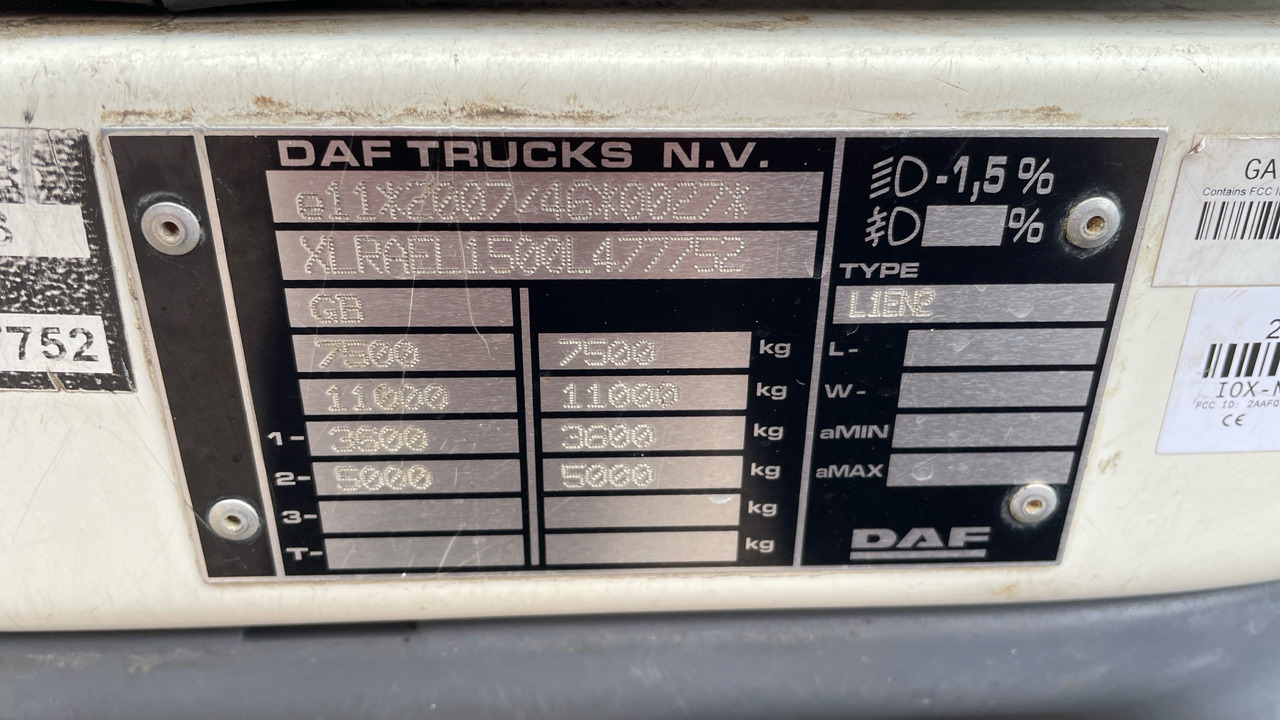 DAF TRUCKS N.V.
e11*2007/46*0027*
XLRAEL1500L477752
GB
7500 7500 kg
11000 11000 kg
1- 3600 3600 kg
2- 5000 5000 kg
3- kg
T- kg
-1,5 %
%
TYPE
L1EN2
L-
W-
aMIN
aMAX
DAF
S
7752
GA
Contains FCC I
2
IOX-N
FCC ID: 2AAFQ
CE